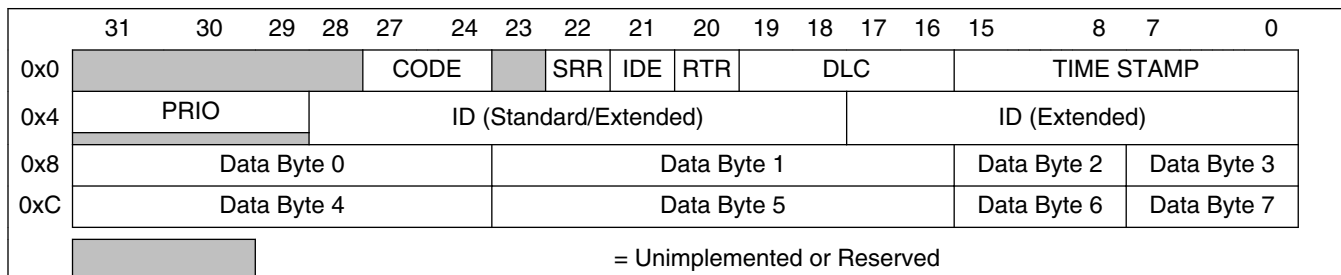 31 30 29 28 27 24 23 22 21 20 19 18 17 16 15 8 7 0
0x0 CODE SRR IDE RTR DLC TIME STAMP
0x4 PRIO ID (Standard/Extended) ID (Extended)
0x8 Data Byte 0 Data Byte 1 Data Byte 2 Data Byte 3
0xC Data Byte 4 Data Byte 5 Data Byte 6 Data Byte 7
= Unimplemented or Reserved